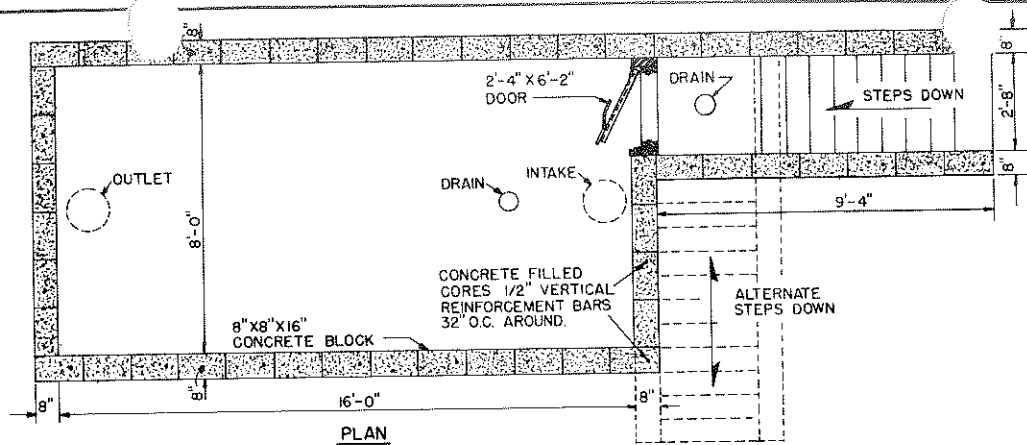 8"
2'-4" X 6'-2"
DOOR
DRAIN
STEPS DOWN
8"
2'-8"
8"
OUTLET
DRAIN
INTAKE
9'-4"
8'-0"
CONCRETE FILLED
CORES 1/2" VERTICAL
REINFORCEMENT BARS
32" O.C. AROUND.
ALTERNATE
STEPS DOWN
8"X8"X16"
CONCRETE BLOCK
8"
8"
16'-0"
8"
PLAN